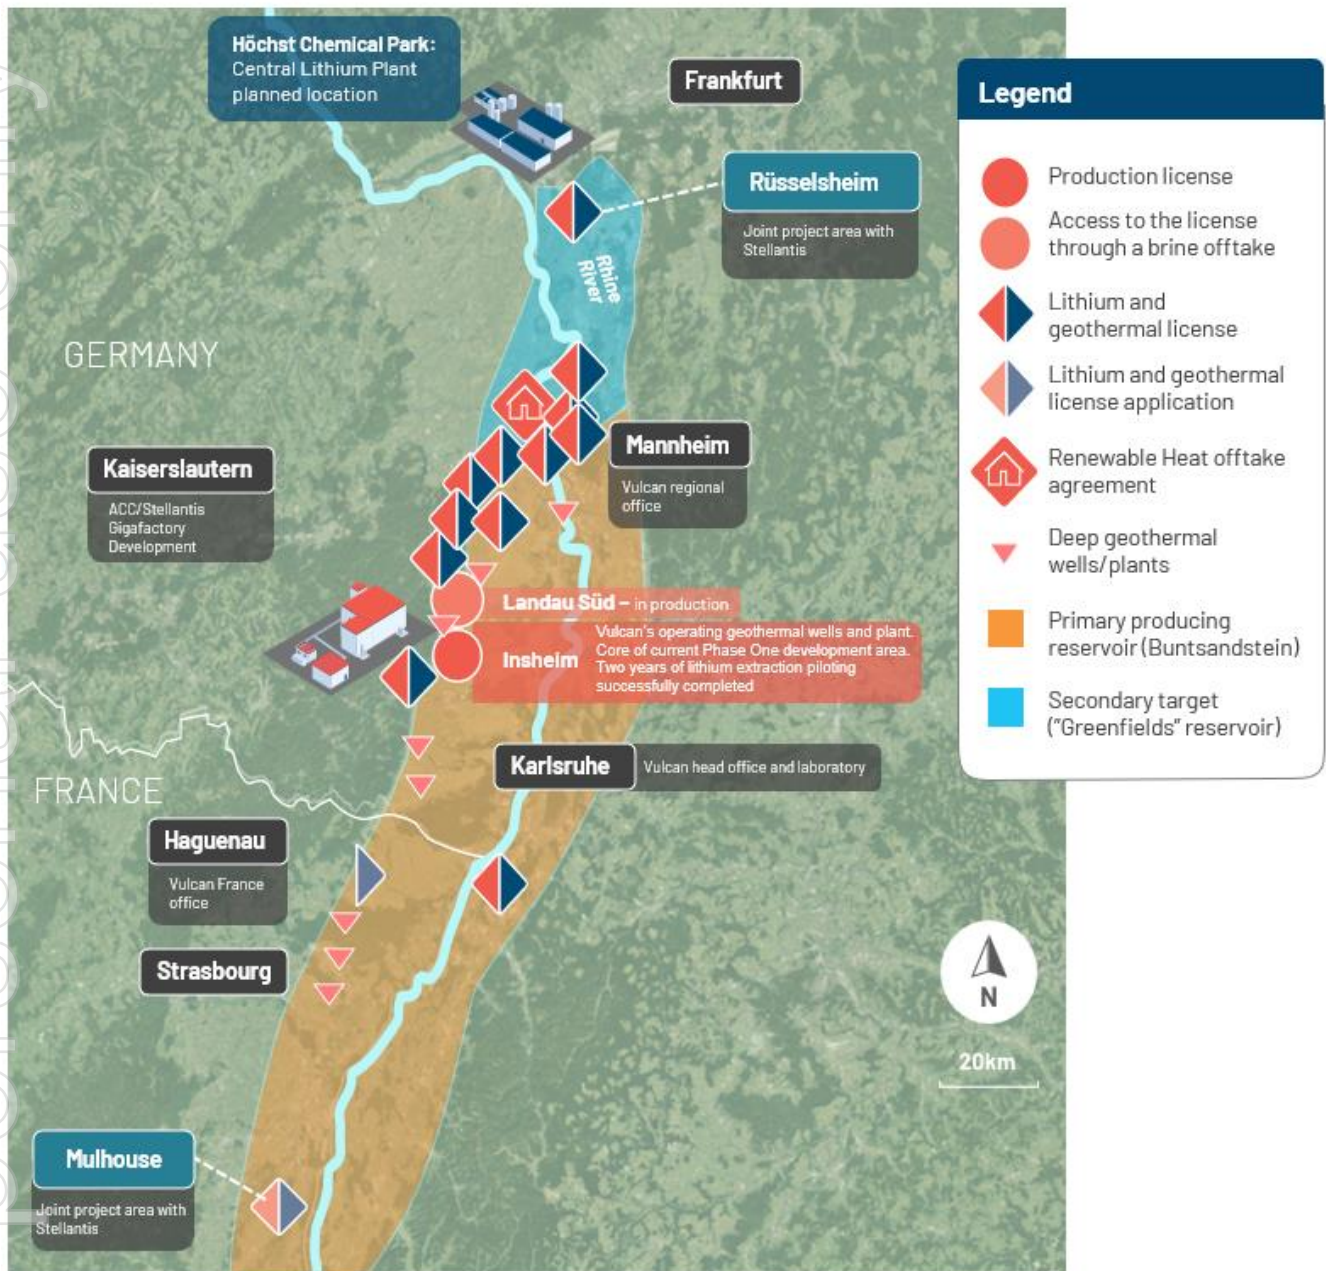 Höchst Chemical Park:
Central Lithium Plant
planned location
Frankfurt
Rüsselsheim
Joint project area with
Stellantis
Rhine
River
GERMANY
Kaiserslautern
ACC/Stellantis
Gigafactory
Development
Mannheim
Vulcan regional
office
Landau Süd – in production
Insheim
Vulcan's operating geothermal wells and plant.
Core of current Phase One development area.
Two years of lithium extraction piloting
successfully completed
Karlsruhe
Vulcan head office and laboratory
FRANCE
Haguenau
Vulcan France
office
Strasbourg
Mulhouse
Joint project area with
Stellantis
N
20km
Legend
Production license
Access to the license
through a brine offtake
Lithium and
geothermal license
Lithium and geothermal
license application
Renewable Heat offtake
agreement
Deep geothermal
wells/plants
Primary producing
reservoir (Buntsandstein)
Secondary target
("Greenfields" reservoir)